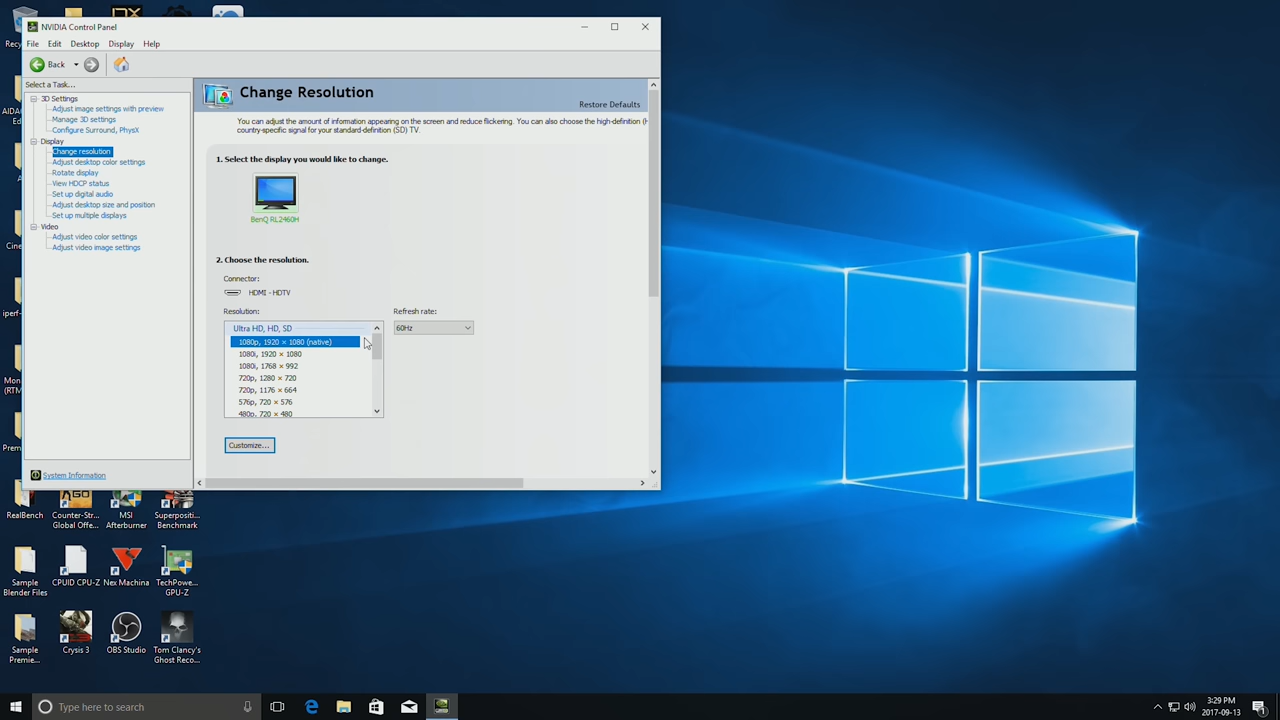 NVIDIA Control Panel
File Edit Desktop Display Help
Back
Select a Task...
3D Settings
Adjust image settings with preview
Manage 3D settings
Configure Surround, PhysX
Display
Change resolution
Adjust desktop color settings
Rotate display
View HDCP status
Set up digital audio
Adjust desktop size and position
Set up multiple displays
Video
Adjust video color settings
Adjust video image settings
System Information
Change Resolution
Restore Defaults
You can adjust the amount of information appearing on the screen and reduce flickering. You can also choose the high-definition (H
country-specific signal for your standard-definition (SD) TV.
1. Select the display you would like to change.
BenQ RL2460H
2. Choose the resolution.
Connector:
HDMI - HDTV
Resolution:
Refresh rate:
Ultra HD, HD, SD
60Hz
1080p, 1920 × 1080 (native)
1080i, 1920 × 1080
1080i, 1768 × 992
720p, 1280 × 720
720p, 1176 × 664
576p, 720 × 576
480p, 720 × 480
Customize...
RealBench
Counter-Str...
Global Offe...
MSI
Afterburner
Superpositi...
Benchmark
Sample
Blender Files
CPUID CPU-Z
Nex Machina
TechPowe...
GPU-Z
Sample
Premie...
Crysis 3
OBS Studio
Tom Clancy's
Ghost Reco...
Type here to search
3:29 PM
2017-09-13